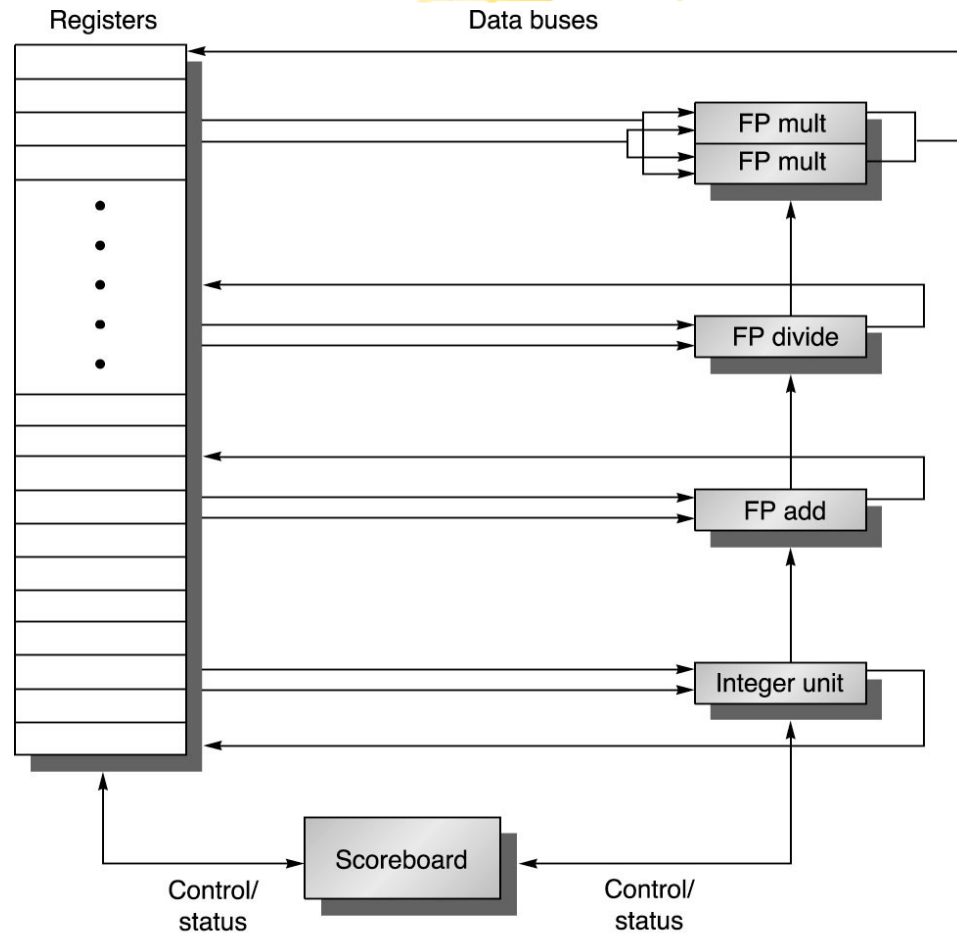 Registers
Data buses
FP mult
FP mult
FP divide
FP add
Integer unit
Scoreboard
Control/
status
Control/
status